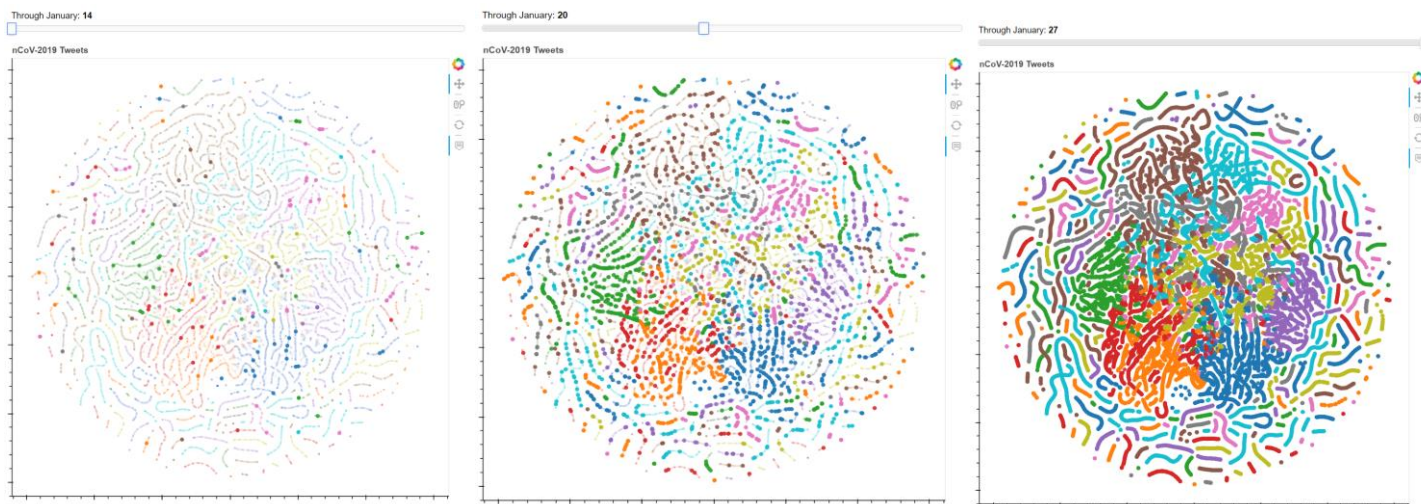 Through January: 14
nCoV-2019 Tweets
Through January: 20
nCoV-2019 Tweets
Through January: 27
nCoV-2019 Tweets